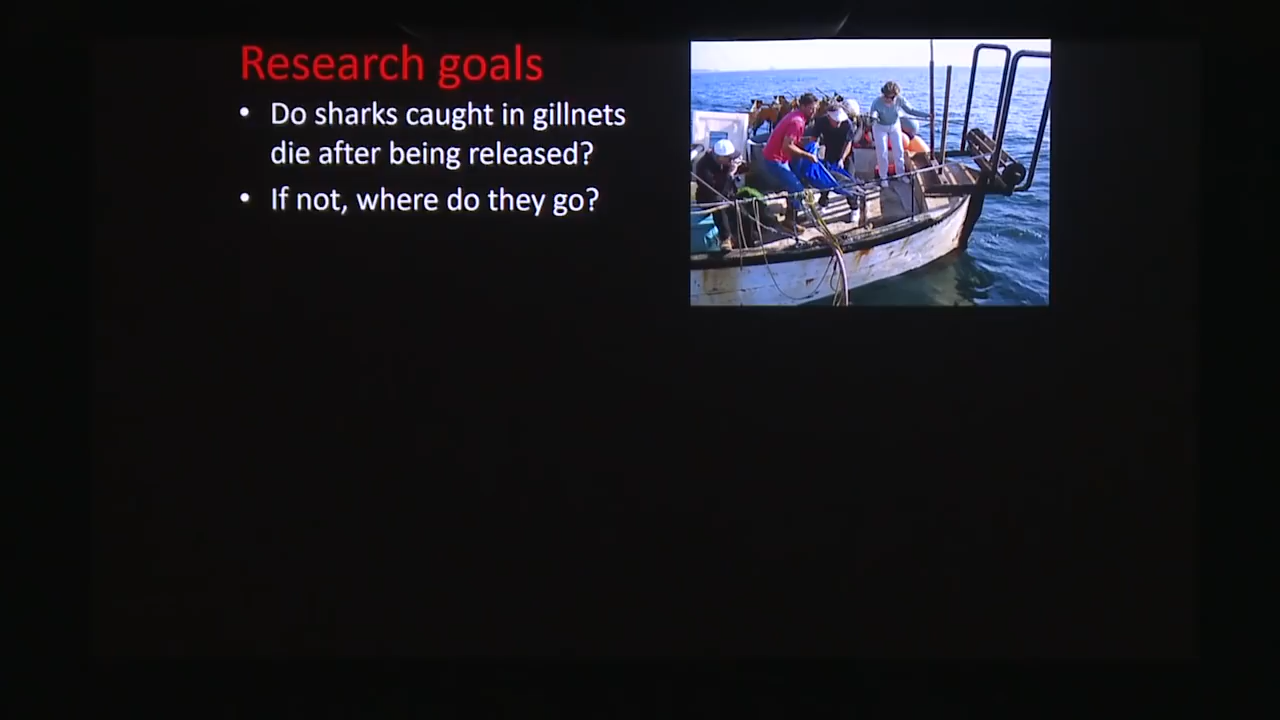 Research goals
• Do sharks caught in gillnets
die after being released?
• If not, where do they go?